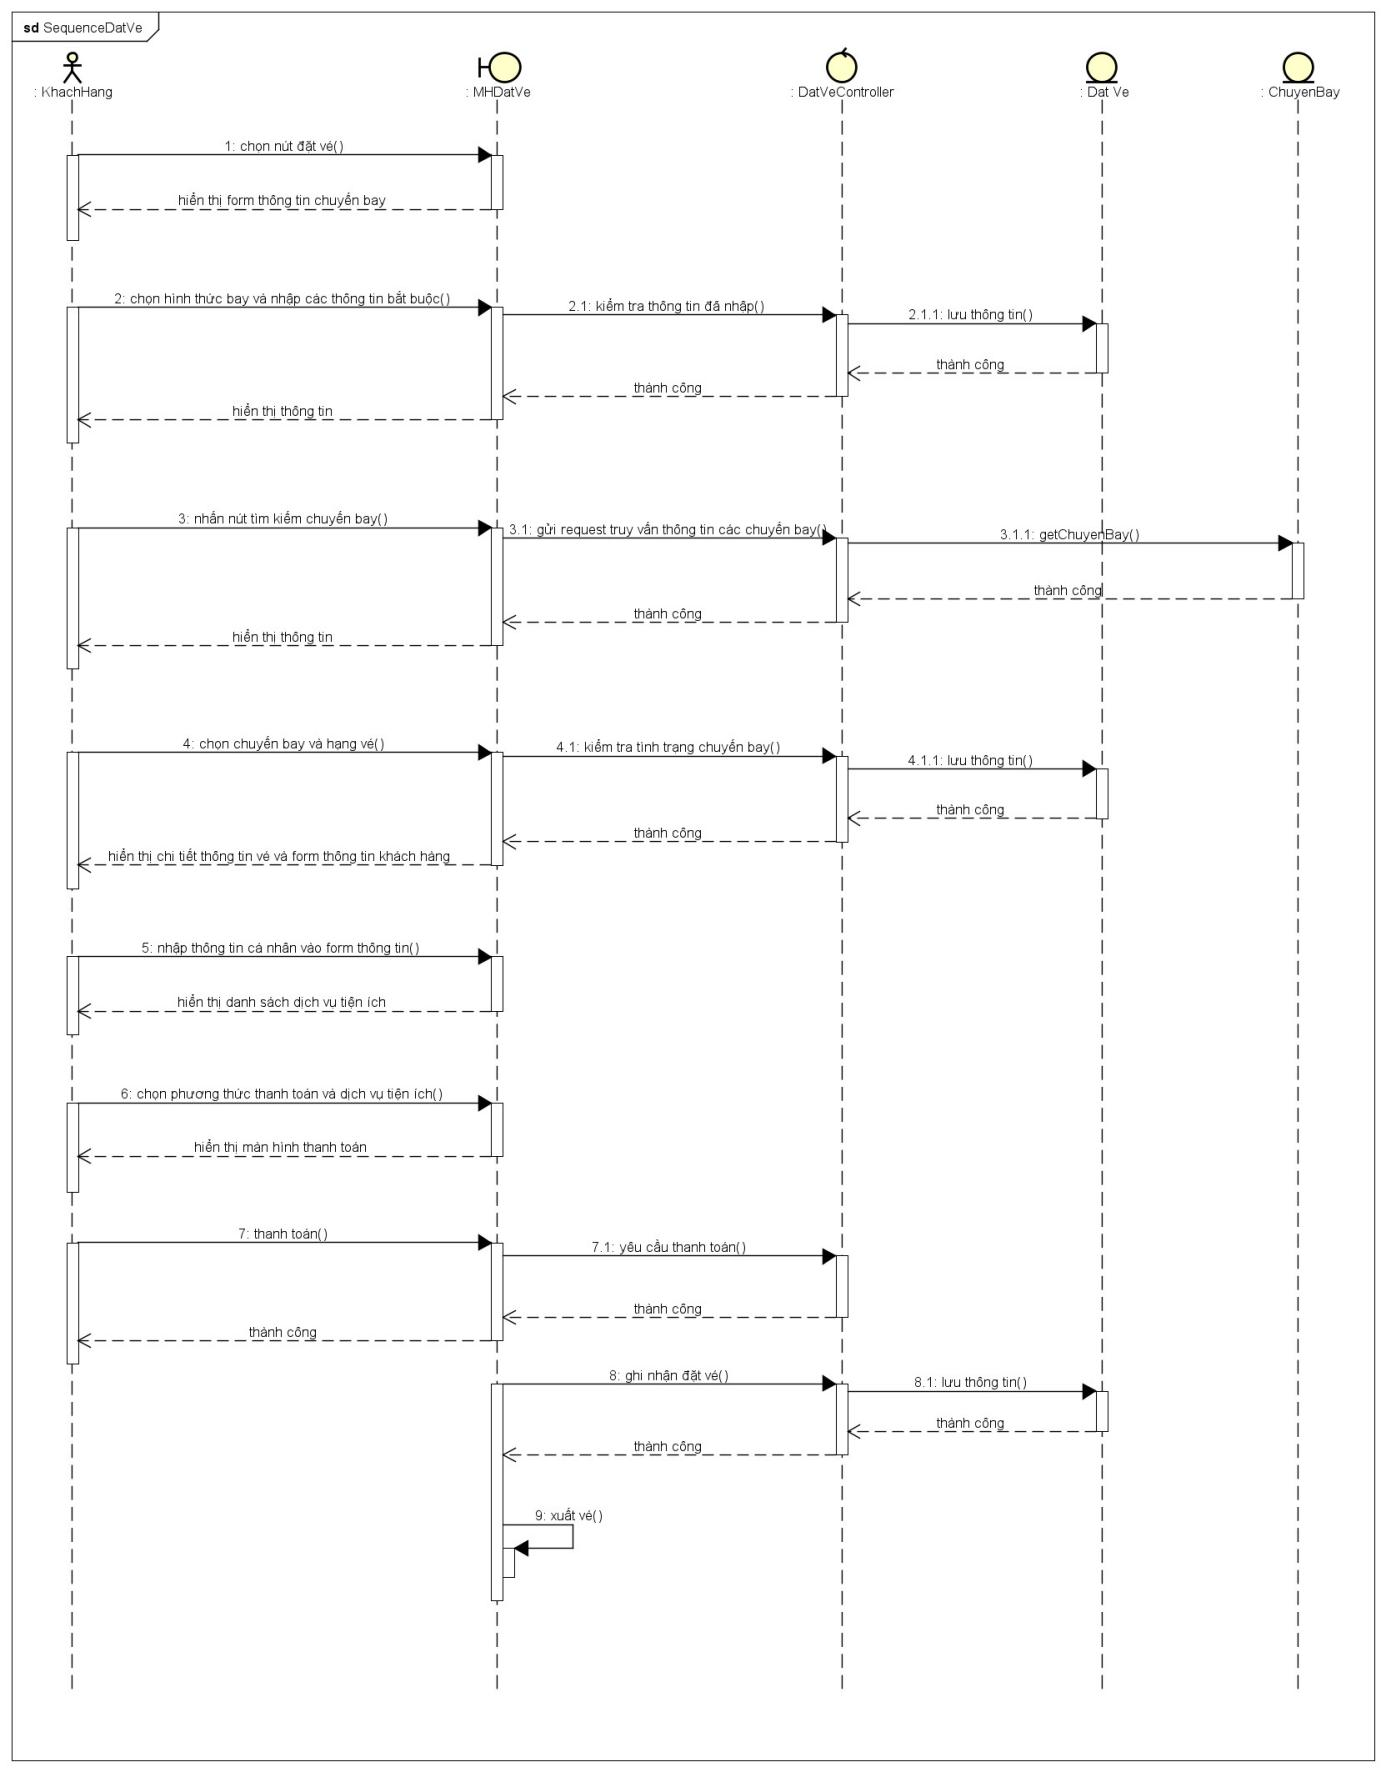 sd SequenceDatVe
: KhachHang
: MHDatVe
: DatVeController
: Dat Ve
: ChuyenBay
1: chọn nút đặt vé()
hiển thị form thông tin chuyến bay
2: chọn hình thức bay và nhập các thông tin bắt buộc()
2.1: kiểm tra thông tin đã nhập()
2.1.1: lưu thông tin()
thành công
thành công
hiển thị thông tin
3: nhấn nút tìm kiếm chuyến bay()
3.1: gửi request truy vấn thông tin các chuyến bay()
3.1.1: getChuyenBay()
thành công
thành công
hiển thị thông tin
4: chọn chuyến bay và hạng vé()
4.1: kiểm tra tình trạng chuyến bay()
4.1.1: lưu thông tin()
thành công
thành công
hiển thị chi tiết thông tin vé và form thông tin khách hàng
5: nhập thông tin cá nhân vào form thông tin()
hiển thị danh sách dịch vụ tiện ích
6: chọn phương thức thanh toán và dịch vụ tiện ích()
hiển thị màn hình thanh toán
7: thanh toán()
7.1: yêu cầu thanh toán()
thành công
thành công
8: ghi nhận đặt vé()
8.1: lưu thông tin()
thành công
thành công
9: xuất vé()